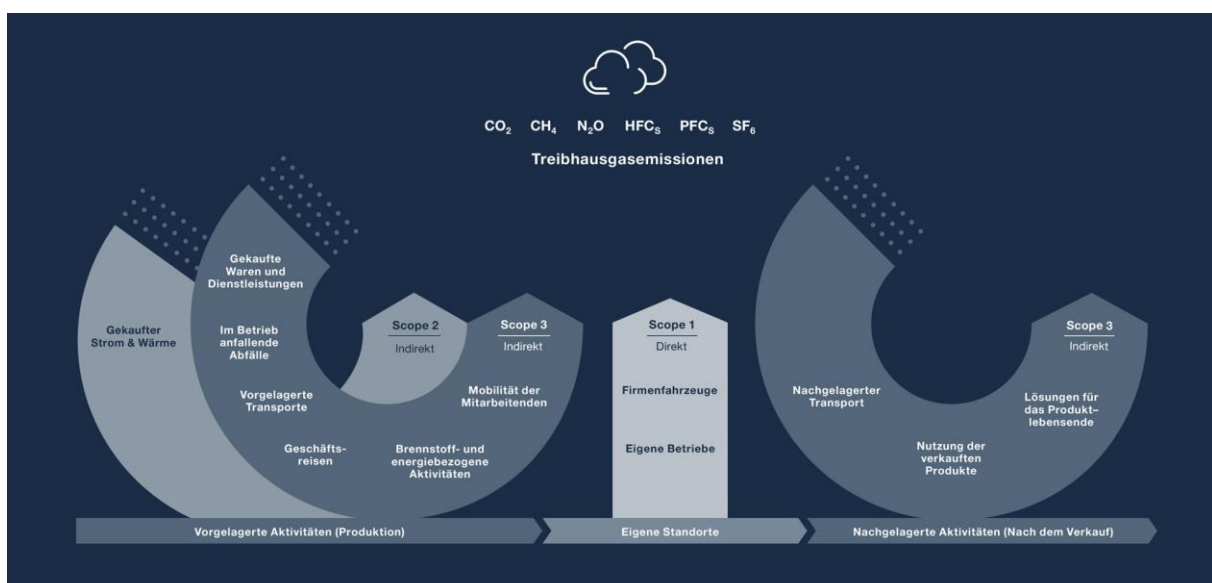 CO₂ CH₄ N₂O HFCₛ PFCₛ SF₆
Treibhausgasemissionen
Gekaufter
Strom & Wärme
Gekaufte
Waren und
Dienstleistungen
Im Betrieb
anfallende
Abfälle
Vorgelagerte
Transporte
Geschäfts-
reisen
Brennstoff- und
energiebezogene
Aktivitäten
Mobilität der
Mitarbeitenden
Scope 2
Indirekt
Scope 3
Indirekt
Scope 1
Direkt
Firmenfahrzeuge
Eigene Betriebe
Nachgelagerter
Transport
Nutzung der
verkauften
Produkte
Lösungen für
das Produkt–
lebensende
Scope 3
Indirekt
Vorgelagerte Aktivitäten (Produktion)
Eigene Standorte
Nachgelagerte Aktivitäten (Nach dem Verkauf)